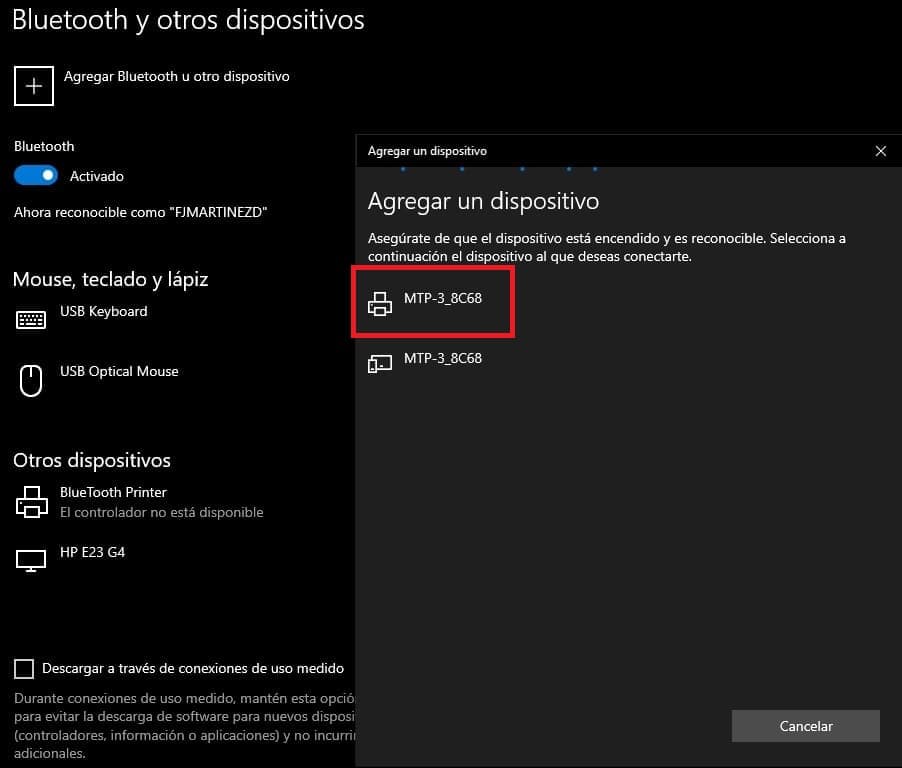 Bluetooth y otros dispositivos
Agregar Bluetooth u otro dispositivo
Bluetooth
Activado
Ahora reconocible como "FJMARTINEZD"
Mouse, teclado y lápiz
USB Keyboard
USB Optical Mouse
Otros dispositivos
BlueTooth Printer
El controlador no está disponible
HP E23 G4
Descargar a través de conexiones de uso medido
Durante conexiones de uso medido, mantén esta opció
para evitar la descarga de software para nuevos disposi
(controladores, información o aplicaciones) y no incurri
adicionales.
Agregar un dispositivo
Agregar un dispositivo
Asegúrate de que el dispositivo está encendido y es reconocible. Selecciona a
continuación el dispositivo al que deseas conectarte.
MTP-3_8C68
MTP-3_8C68
Cancelar